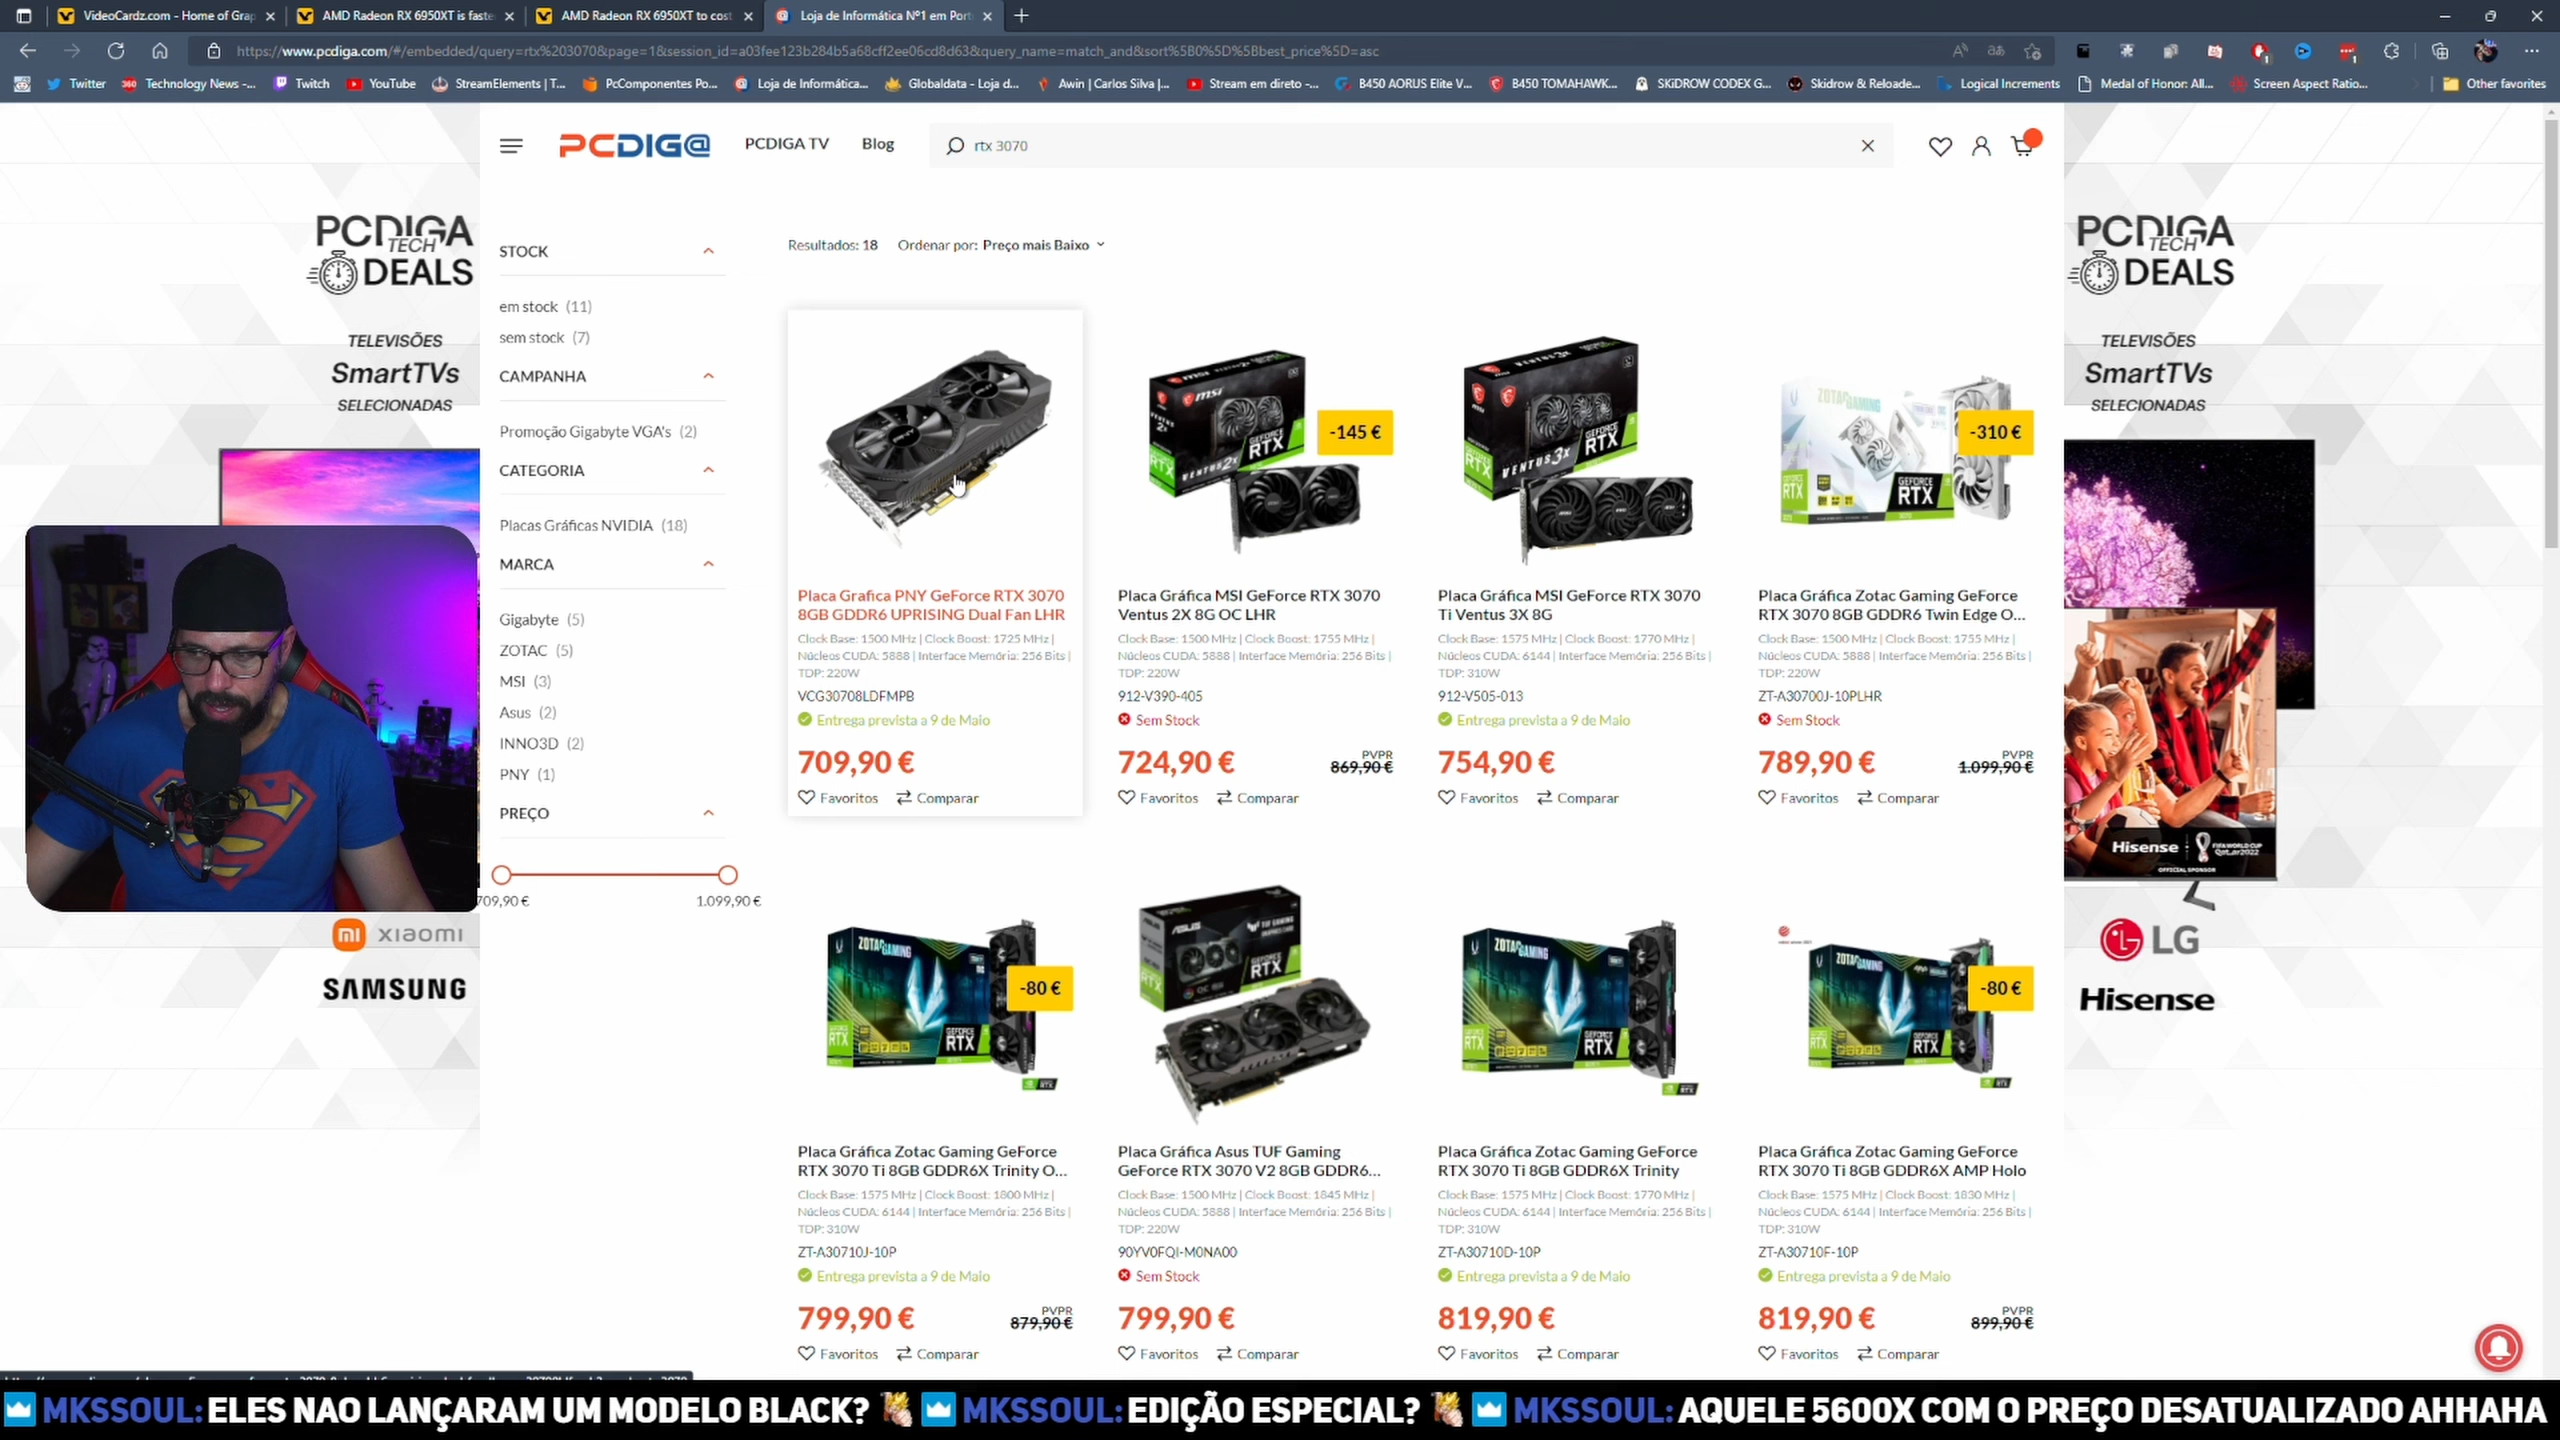 VideoCardz.com - Home of Grap
AMD Radeon RX 6950XT is faste
AMD Radeon RX 6950XT to cost
Loja de Informática Nº1 em Port
https://www.pcdiga.com/#/embedded/query=rtx%203070&page=1&session_id=a03fee123b284b5a68cff2ee06cd8d63&query_name=match_and&sort%5B0%5D%5Bbest_price%5D=asc
Twitter
Technology News -...
Twitch
YouTube
StreamElements | T...
PcComponentes Po...
Loja de Informática...
Globaldata - Loja d...
Awin | Carlos Silva |...
Stream em direto -...
B450 AORUS Elite V...
B450 TOMAHAWK...
SKiDROW CODEX G...
Skidrow & Reloade...
Logical Increments
Medal of Honor: All...
Screen Aspect Ratio...
Other favorites
PCDIG@
PCDIGA TV
Blog
rtx 3070
PCDIGA
TECH
DEALS
TELEVISÕES
SmartTVs
SELECIONADAS
xiaomi
SAMSUNG
STOCK
em stock (11)
sem stock (7)
CAMPANHA
Promoção Gigabyte VGA's (2)
CATEGORIA
Placas Gráficas NVIDIA (18)
MARCA
Gigabyte (5)
ZOTAC (5)
MSI (3)
Asus (2)
INNO3D (2)
PNY (1)
PREÇO
709,90 €
1.099,90 €
Resultados: 18
Ordenar por: Preço mais Baixo
Placa Grafica PNY GeForce RTX 3070
8GB GDDR6 UPRISING Dual Fan LHR
Clock Base: 1500 MHz | Clock Boost: 1725 MHz |
Núcleos CUDA: 5888 | Interface Memória: 256 Bits |
TDP: 220W
VCG30708LDFMPB
Entrega prevista a 9 de Maio
709,90 €
Favoritos
Comparar
-145 €
Placa Gráfica MSI GeForce RTX 3070
Ventus 2X 8G OC LHR
Clock Base: 1500 MHz | Clock Boost: 1755 MHz |
Núcleos CUDA: 5888 | Interface Memória: 256 Bits |
TDP: 220W
912-V390-405
Sem Stock
724,90 €
PVPR
869,90 €
Favoritos
Comparar
Placa Gráfica MSI GeForce RTX 3070
Ti Ventus 3X 8G
Clock Base: 1575 MHz | Clock Boost: 1770 MHz |
Núcleos CUDA: 6144 | Interface Memória: 256 Bits |
TDP: 310W
912-V505-013
Entrega prevista a 9 de Maio
754,90 €
Favoritos
Comparar
-310 €
Placa Gráfica Zotac Gaming GeForce
RTX 3070 8GB GDDR6 Twin Edge O...
Clock Base: 1500 MHz | Clock Boost: 1755 MHz |
Núcleos CUDA: 5888 | Interface Memória: 256 Bits |
TDP: 220W
ZT-A30700J-10PLHR
Sem Stock
789,90 €
PVPR
1.099,90 €
Favoritos
Comparar
-80 €
Placa Gráfica Zotac Gaming GeForce
RTX 3070 Ti 8GB GDDR6X Trinity O...
Clock Base: 1575 MHz | Clock Boost: 1800 MHz |
Núcleos CUDA: 6144 | Interface Memória: 256 Bits |
TDP: 310W
ZT-A30710J-10P
Entrega prevista a 9 de Maio
799,90 €
PVPR
879,90 €
Favoritos
Comparar
Placa Gráfica Asus TUF Gaming
GeForce RTX 3070 V2 8GB GDDR6...
Clock Base: 1500 MHz | Clock Boost: 1845 MHz |
Núcleos CUDA: 5888 | Interface Memória: 256 Bits |
TDP: 220W
90YV0FQI-M0NA00
Sem Stock
799,90 €
Favoritos
Comparar
Placa Gráfica Zotac Gaming GeForce
RTX 3070 Ti 8GB GDDR6X Trinity
Clock Base: 1575 MHz | Clock Boost: 1770 MHz |
Núcleos CUDA: 6144 | Interface Memória: 256 Bits |
TDP: 310W
ZT-A30710D-10P
Entrega prevista a 9 de Maio
819,90 €
Favoritos
Comparar
-80 €
Placa Gráfica Zotac Gaming GeForce
RTX 3070 Ti 8GB GDDR6X AMP Holo
Clock Base: 1575 MHz | Clock Boost: 1830 MHz |
Núcleos CUDA: 6144 | Interface Memória: 256 Bits |
TDP: 310W
ZT-A30710F-10P
Entrega prevista a 9 de Maio
819,90 €
PVPR
899,90 €
Favoritos
Comparar
PCDIGA
TECH
DEALS
TELEVISÕES
SmartTVs
SELECIONADAS
Hisense
OFFICIAL SPONSOR
LG
Hisense
MKSSOUL: ELES NAO LANÇARAM UM MODELO BLACK? MKSSOUL: EDIÇÃO ESPECIAL? MKSSOUL: AQUELE 5600X COM O PREÇO DESATUALIZADO AHHAHA